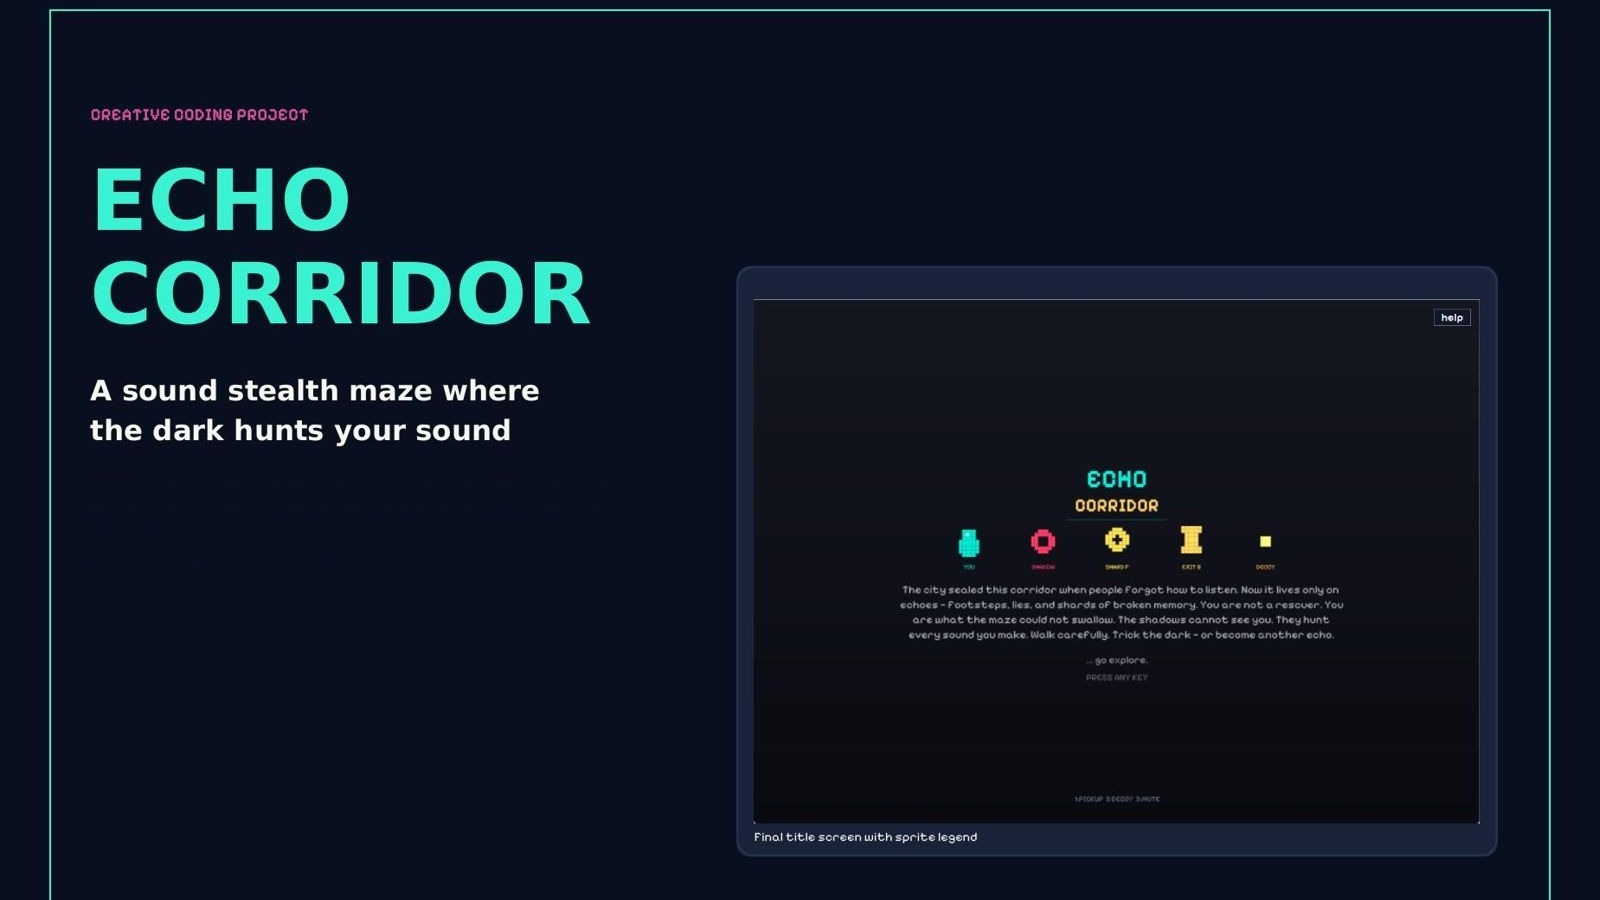 CREATIVE CODING PROJECT
ECHO
CORRIDOR
A sound stealth maze where
the dark hunts your sound
help
ECHO
CORRIDOR
YOU
SHADOW
SHARD F
EXIT B
DECOY
The city sealed this corridor when people forgot how to listen. Now it lives only on
echoes - footsteps, lies, and shards of broken memory. You are not a rescuer. You
are what the maze could not swallow. The shadows cannot see you. They hunt
every sound you make. Walk carefully. Trick the dark - or become another echo.
... go explore.
PRESS ANY KEY
Final title screen with sprite legend